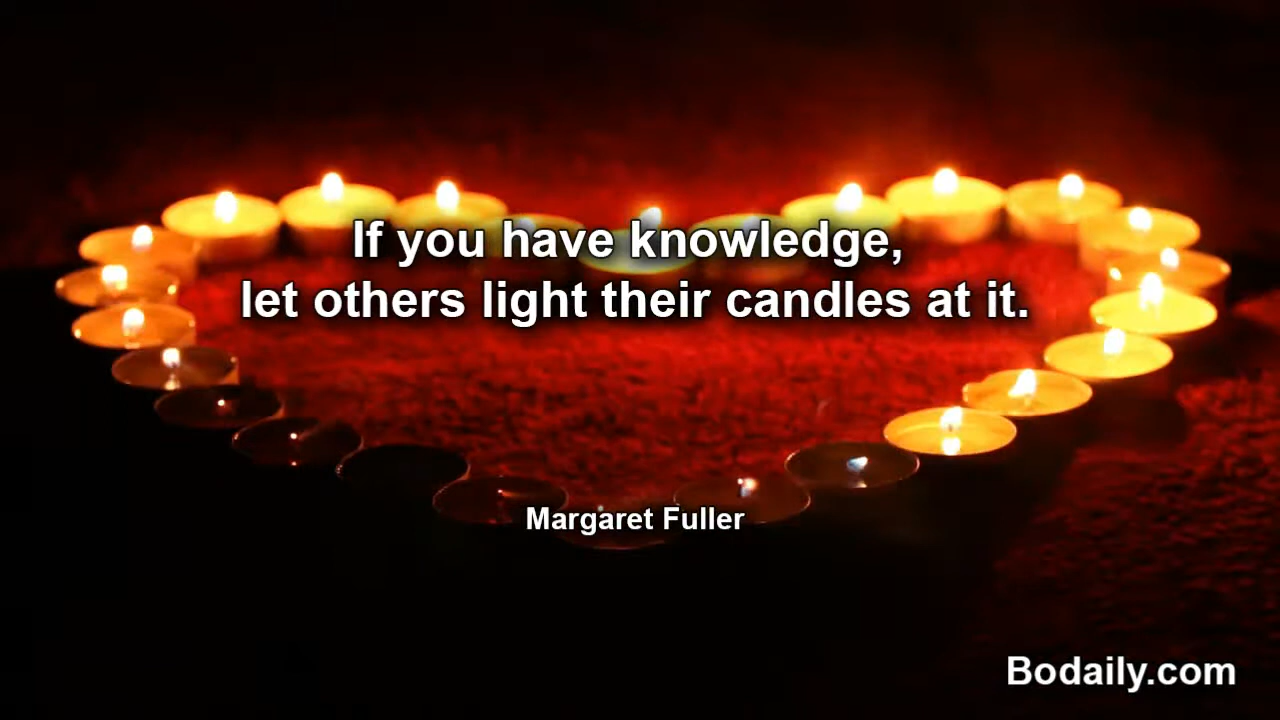 If you have knowledge,
let others light their candles at it.
Margaret Fuller
Bodaily.com